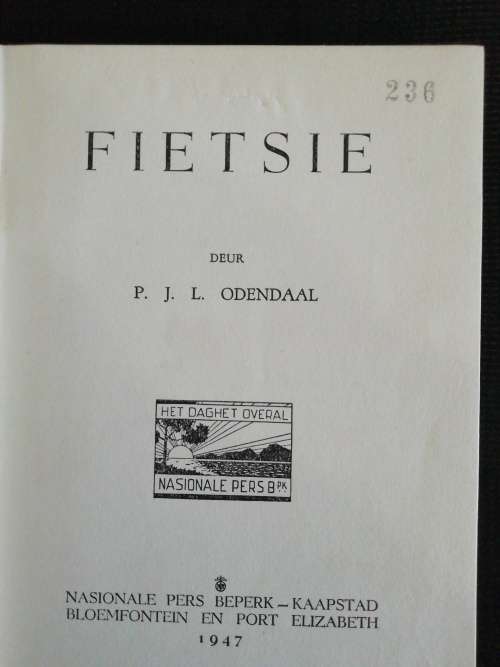 236
FIETSIE
DEUR
P. J. L. ODENDAAL
HET DAGHET OVERAL
NASIONALE PERS BPK
NASIONALE PERS BEPERK — KAAPSTAD
BLOEMFONTEIN EN PORT ELIZABETH
1947